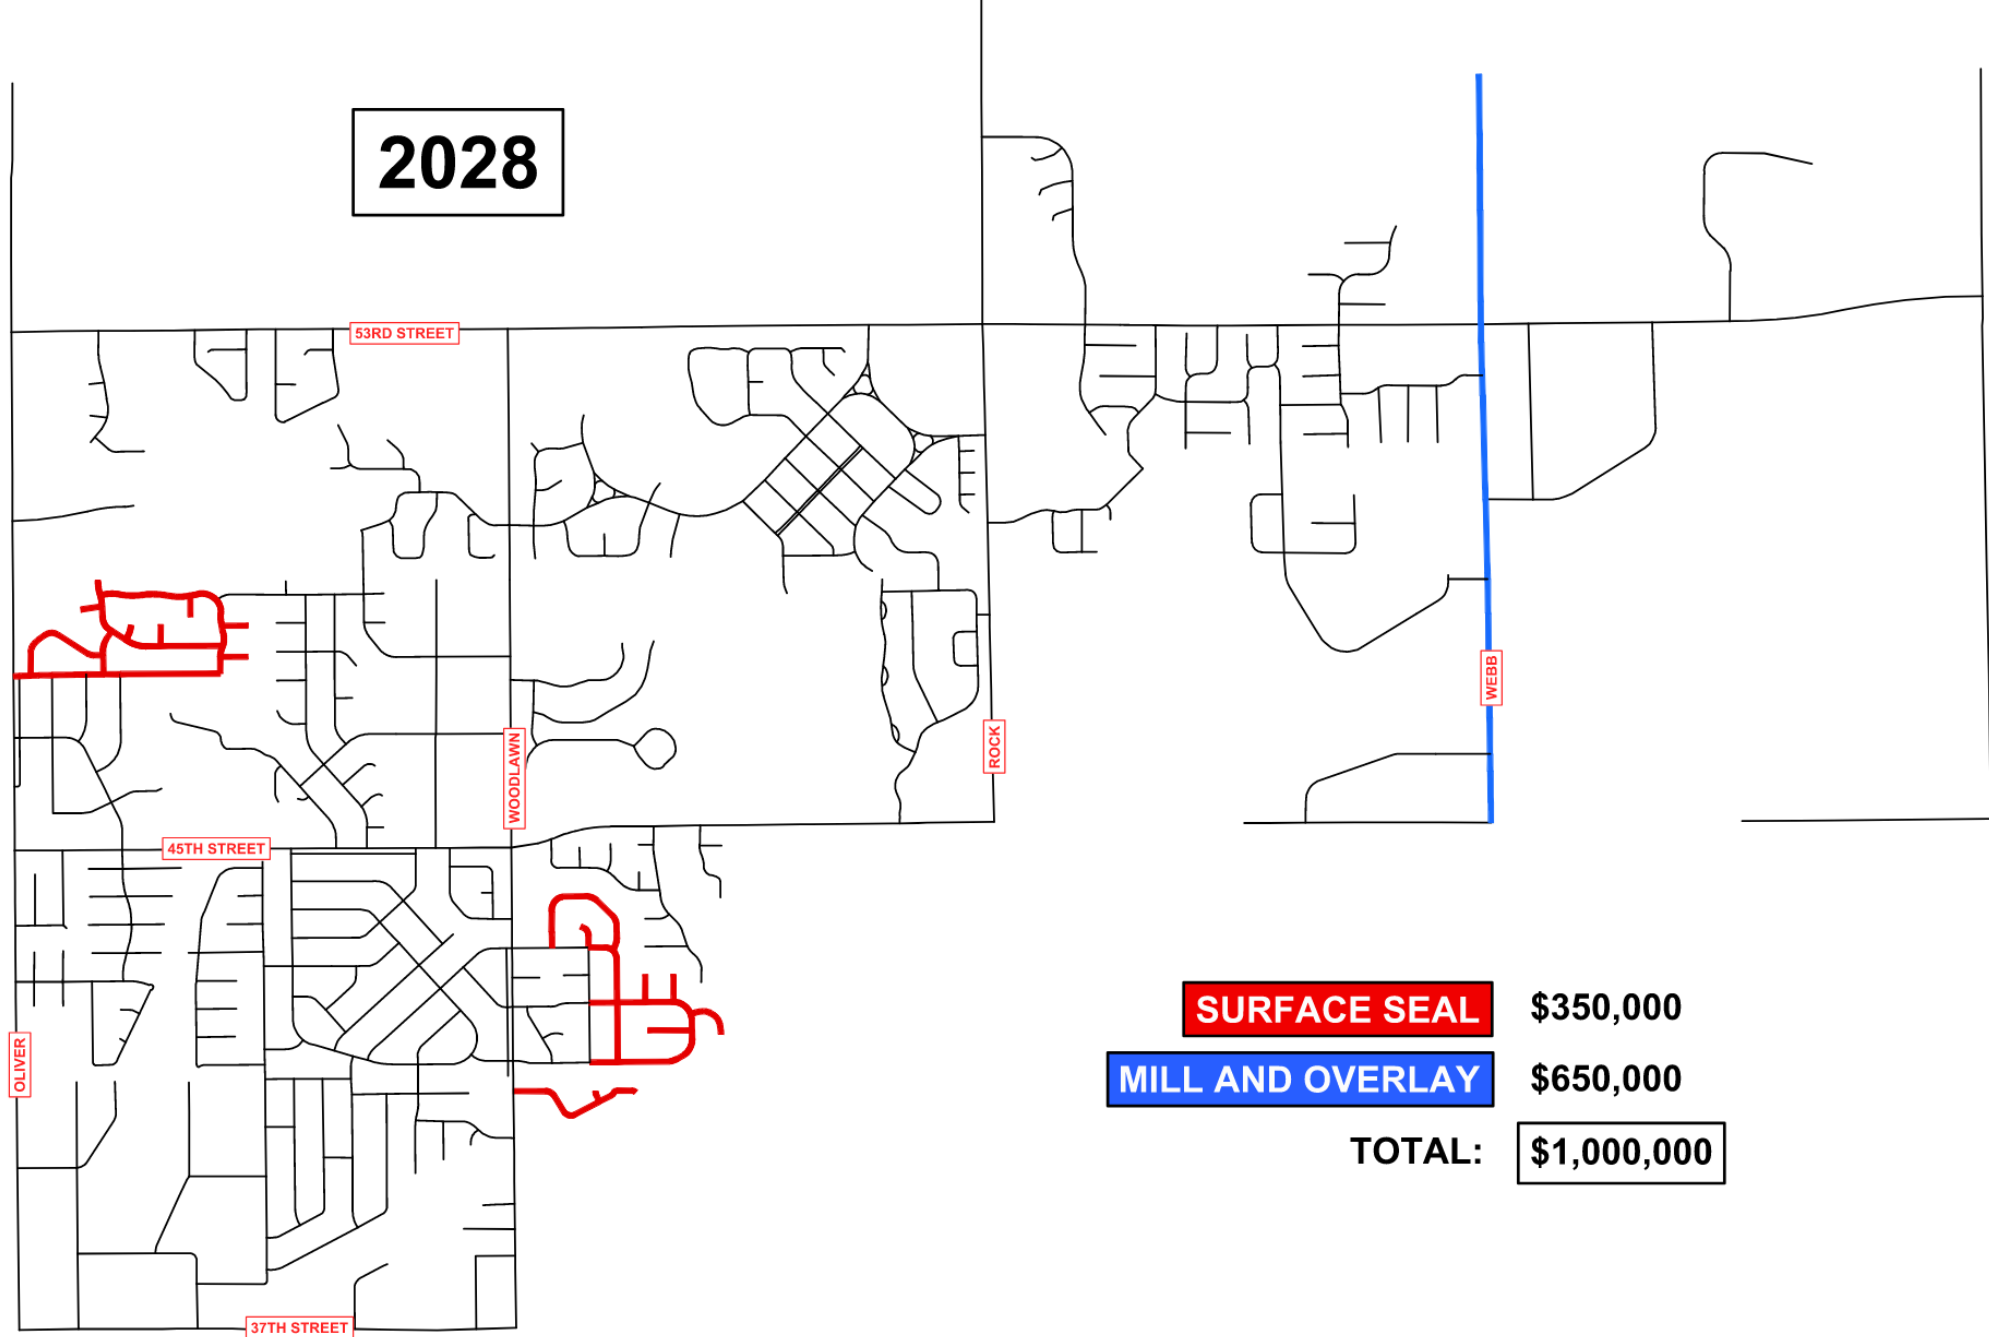 2028
53RD STREET
WEBB
ROCK
WOODLAWN
45TH STREET
OLIVER
SURFACE SEAL $350,000
MILL AND OVERLAY $650,000
TOTAL: $1,000,000
37TH STREET